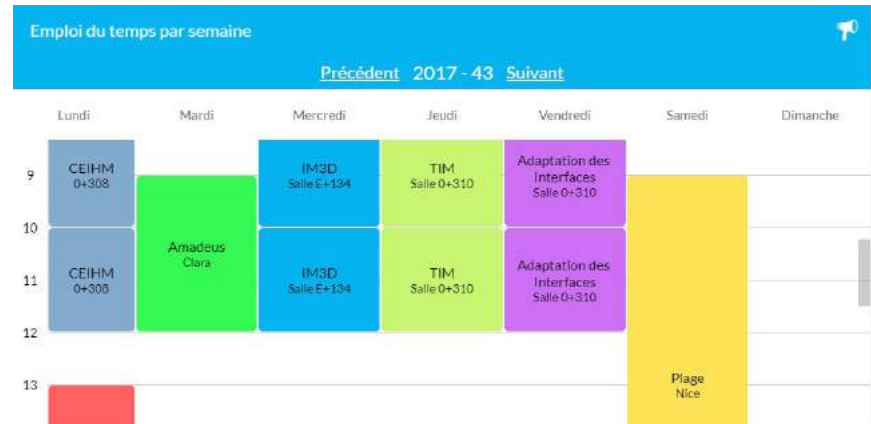 Emploi du temps par semaine
Précédent 2017 - 43 Suivant
Lundi Mardi Mercredi Jeudi Vendredi Samedi Dimanche
9
10
11
12
13
CEIHM
0+308
CEIHM
0+308
Amadeus
Clara
IM3D
Salle E+134
IM3D
Salle E+134
TIM
Salle 0+310
TIM
Salle 0+310
Adaptation des
Interfaces
Salle 0+310
Adaptation des
Interfaces
Salle 0+310
Plage
Nice